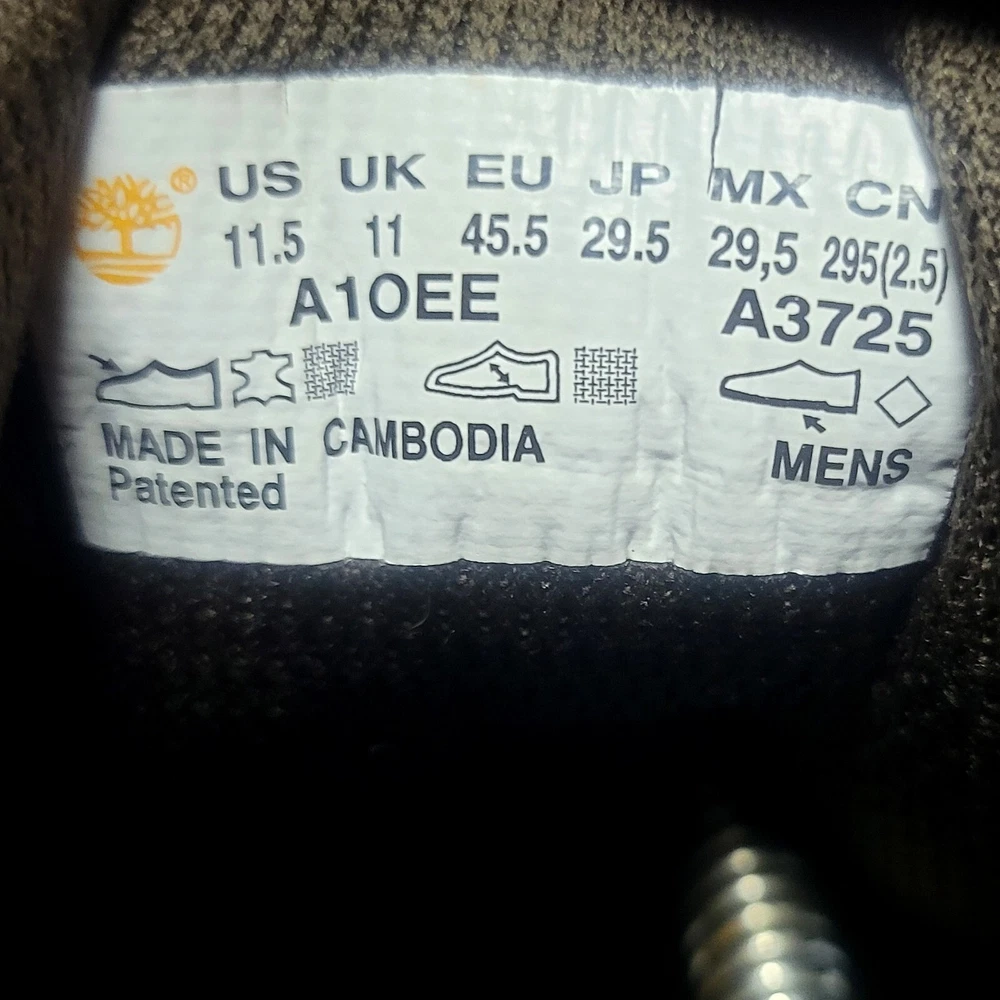 ® US UK EU JP MX CN
11.5 11 45.5 29.5 29,5 295(2.5)
A1OEE A3725
MADE IN CAMBODIA MENS
Patented